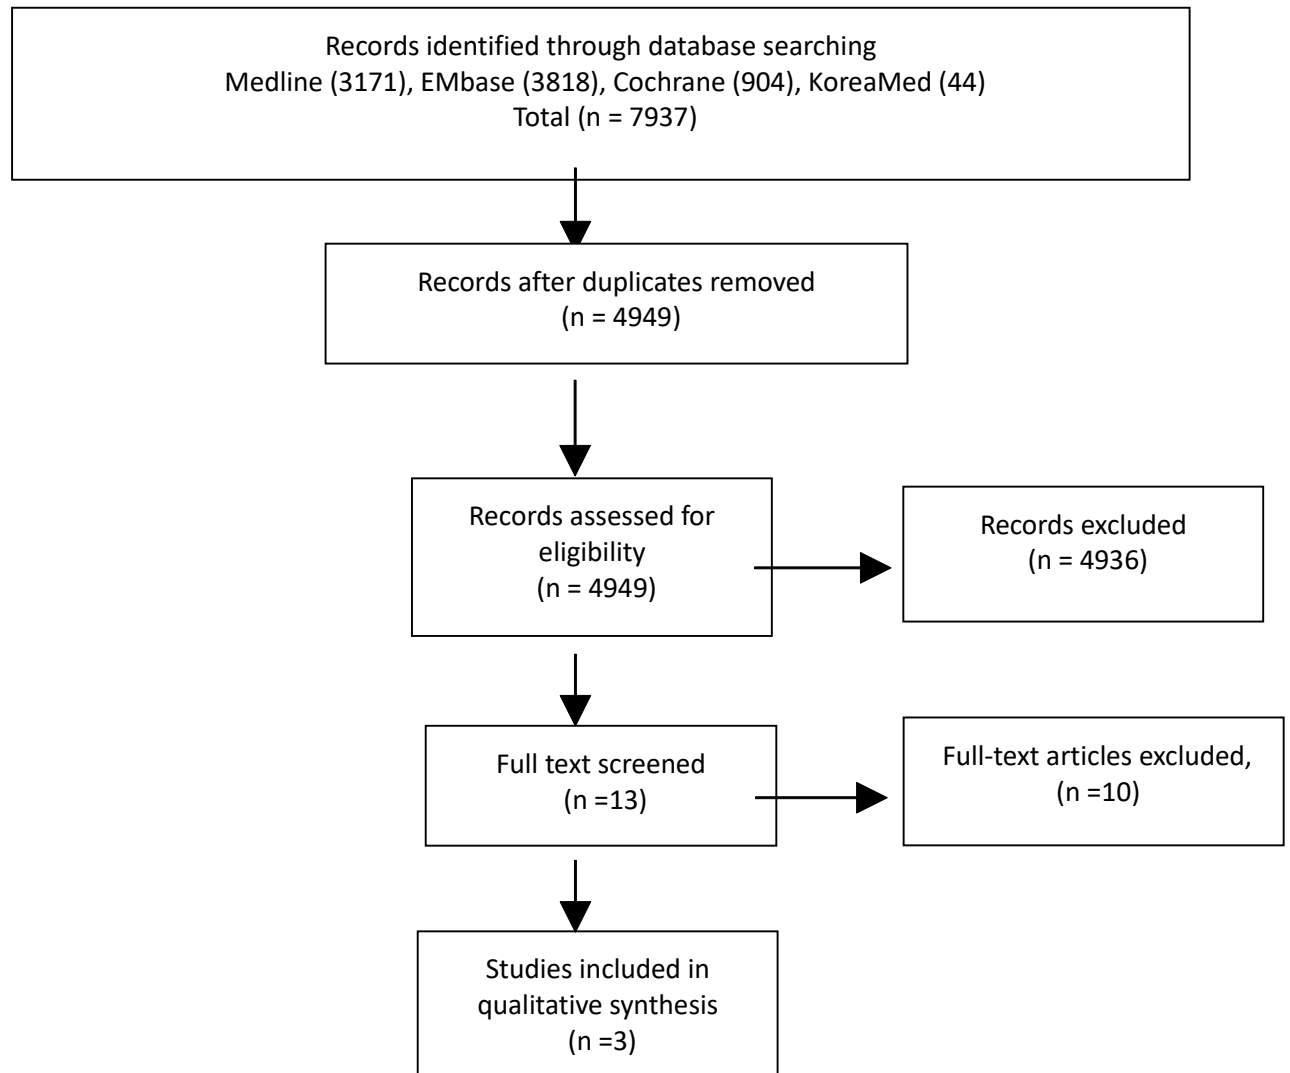 Records identified through database searching
Medline (3171), EMbase (3818), Cochrane (904), KoreaMed (44)
Total (n = 7937)
Records after duplicates removed
(n = 4949)
Records assessed for
eligibility
(n = 4949)
Records excluded
(n = 4936)
Full text screened
(n =13)
Full-text articles excluded,
(n =10)
Studies included in
qualitative synthesis
(n =3)